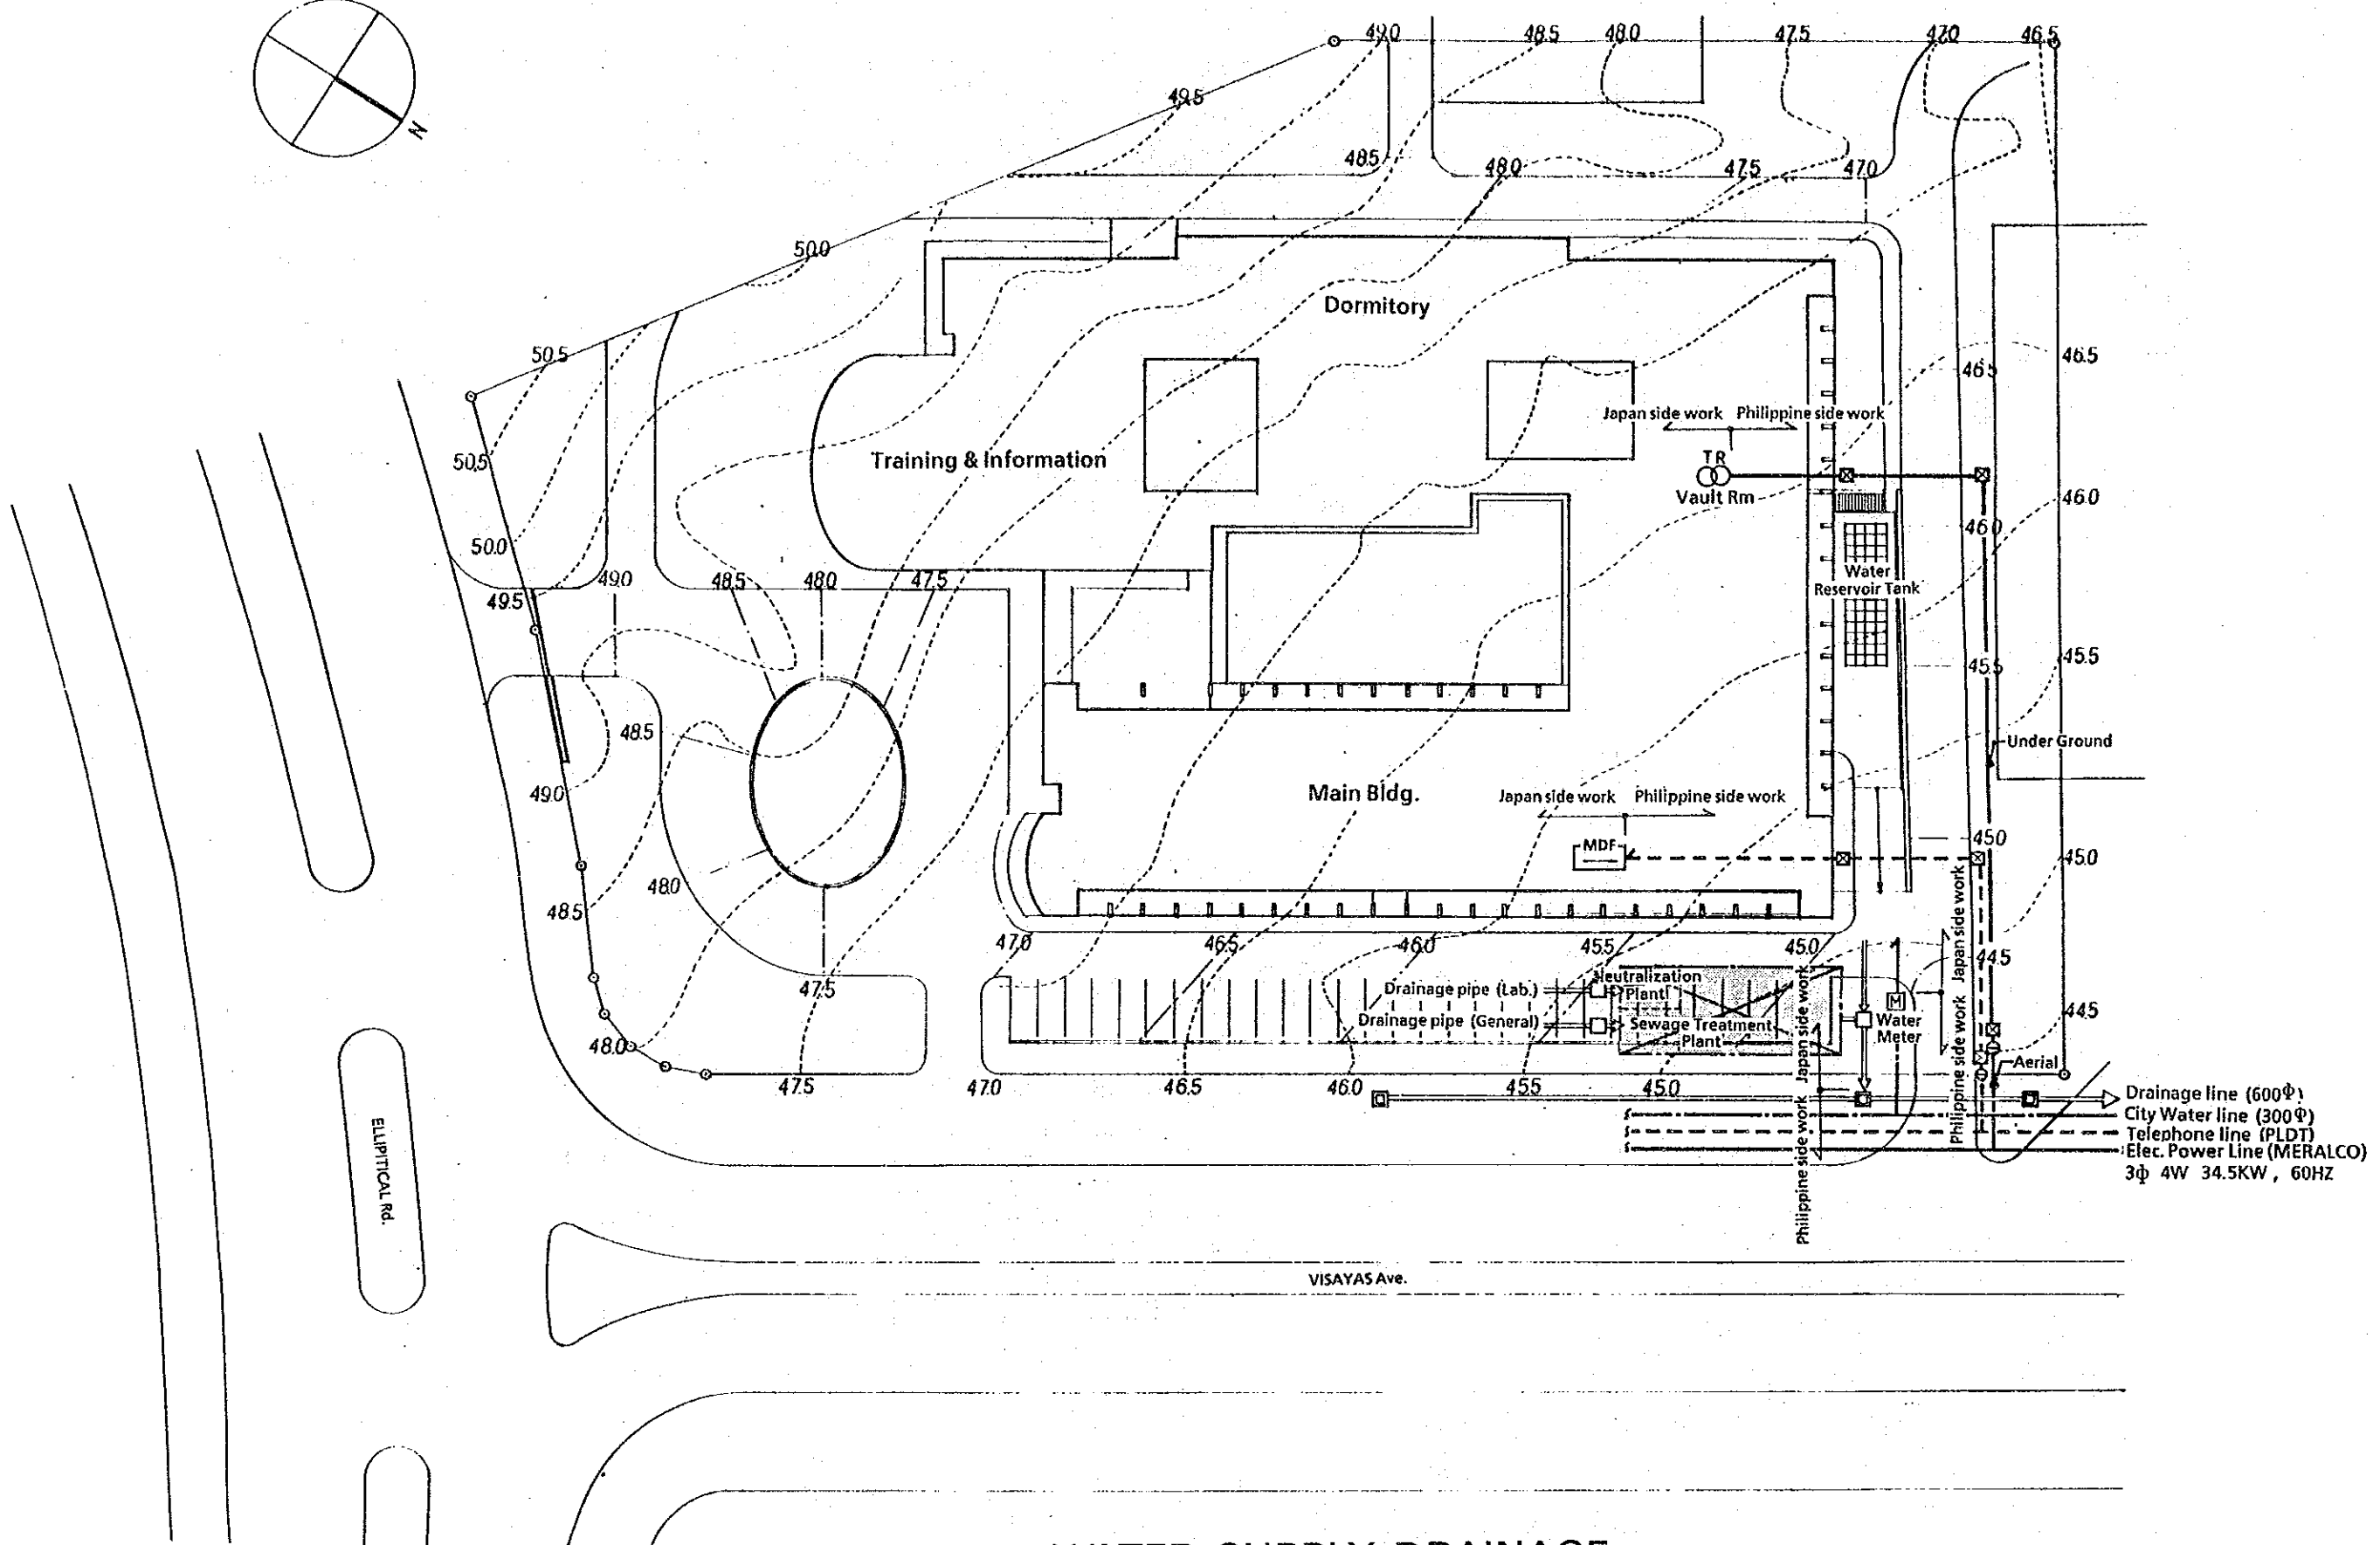 N
49.0
48.5
48.0
47.5
47.0
46.5
49.5
48.5
48.0
47.5
47.0
50.0
50.5
Dormitory
46.5
46.5
Japan side work Philippine side work
50.5
Training & Information
TR
Vault Rm
46.0
46.0
50.0
49.0
48.5
48.0
47.5
49.5
Water
Reservoir Tank
45.5
45.5
48.5
Under Ground
49.0
Main Bldg.
Japan side work Philippine side work
45.0
MDF
45.0
48.0
48.5
47.0
46.5
46.0
45.5
45.0
44.5
Philippine side work Japan side work
47.5
Drainage pipe (Lab.)
Neutralization
Plant
Drainage pipe (General)
Sewage Treatment
Plant
Philippine side work Japan side work
M
Water
Meter
44.5
48.0
Aerial
47.5
47.0
46.5
46.0
45.5
45.0
Drainage line (600Φ)
City Water line (300Φ)
Telephone line (PLDT)
Elec. Power Line (MERALCO)
3φ 4W 34.5KW, 60HZ
ELLIPITICAL Rd.
VISAYAS Ave.
WATER SUPPLY DRAINAGE